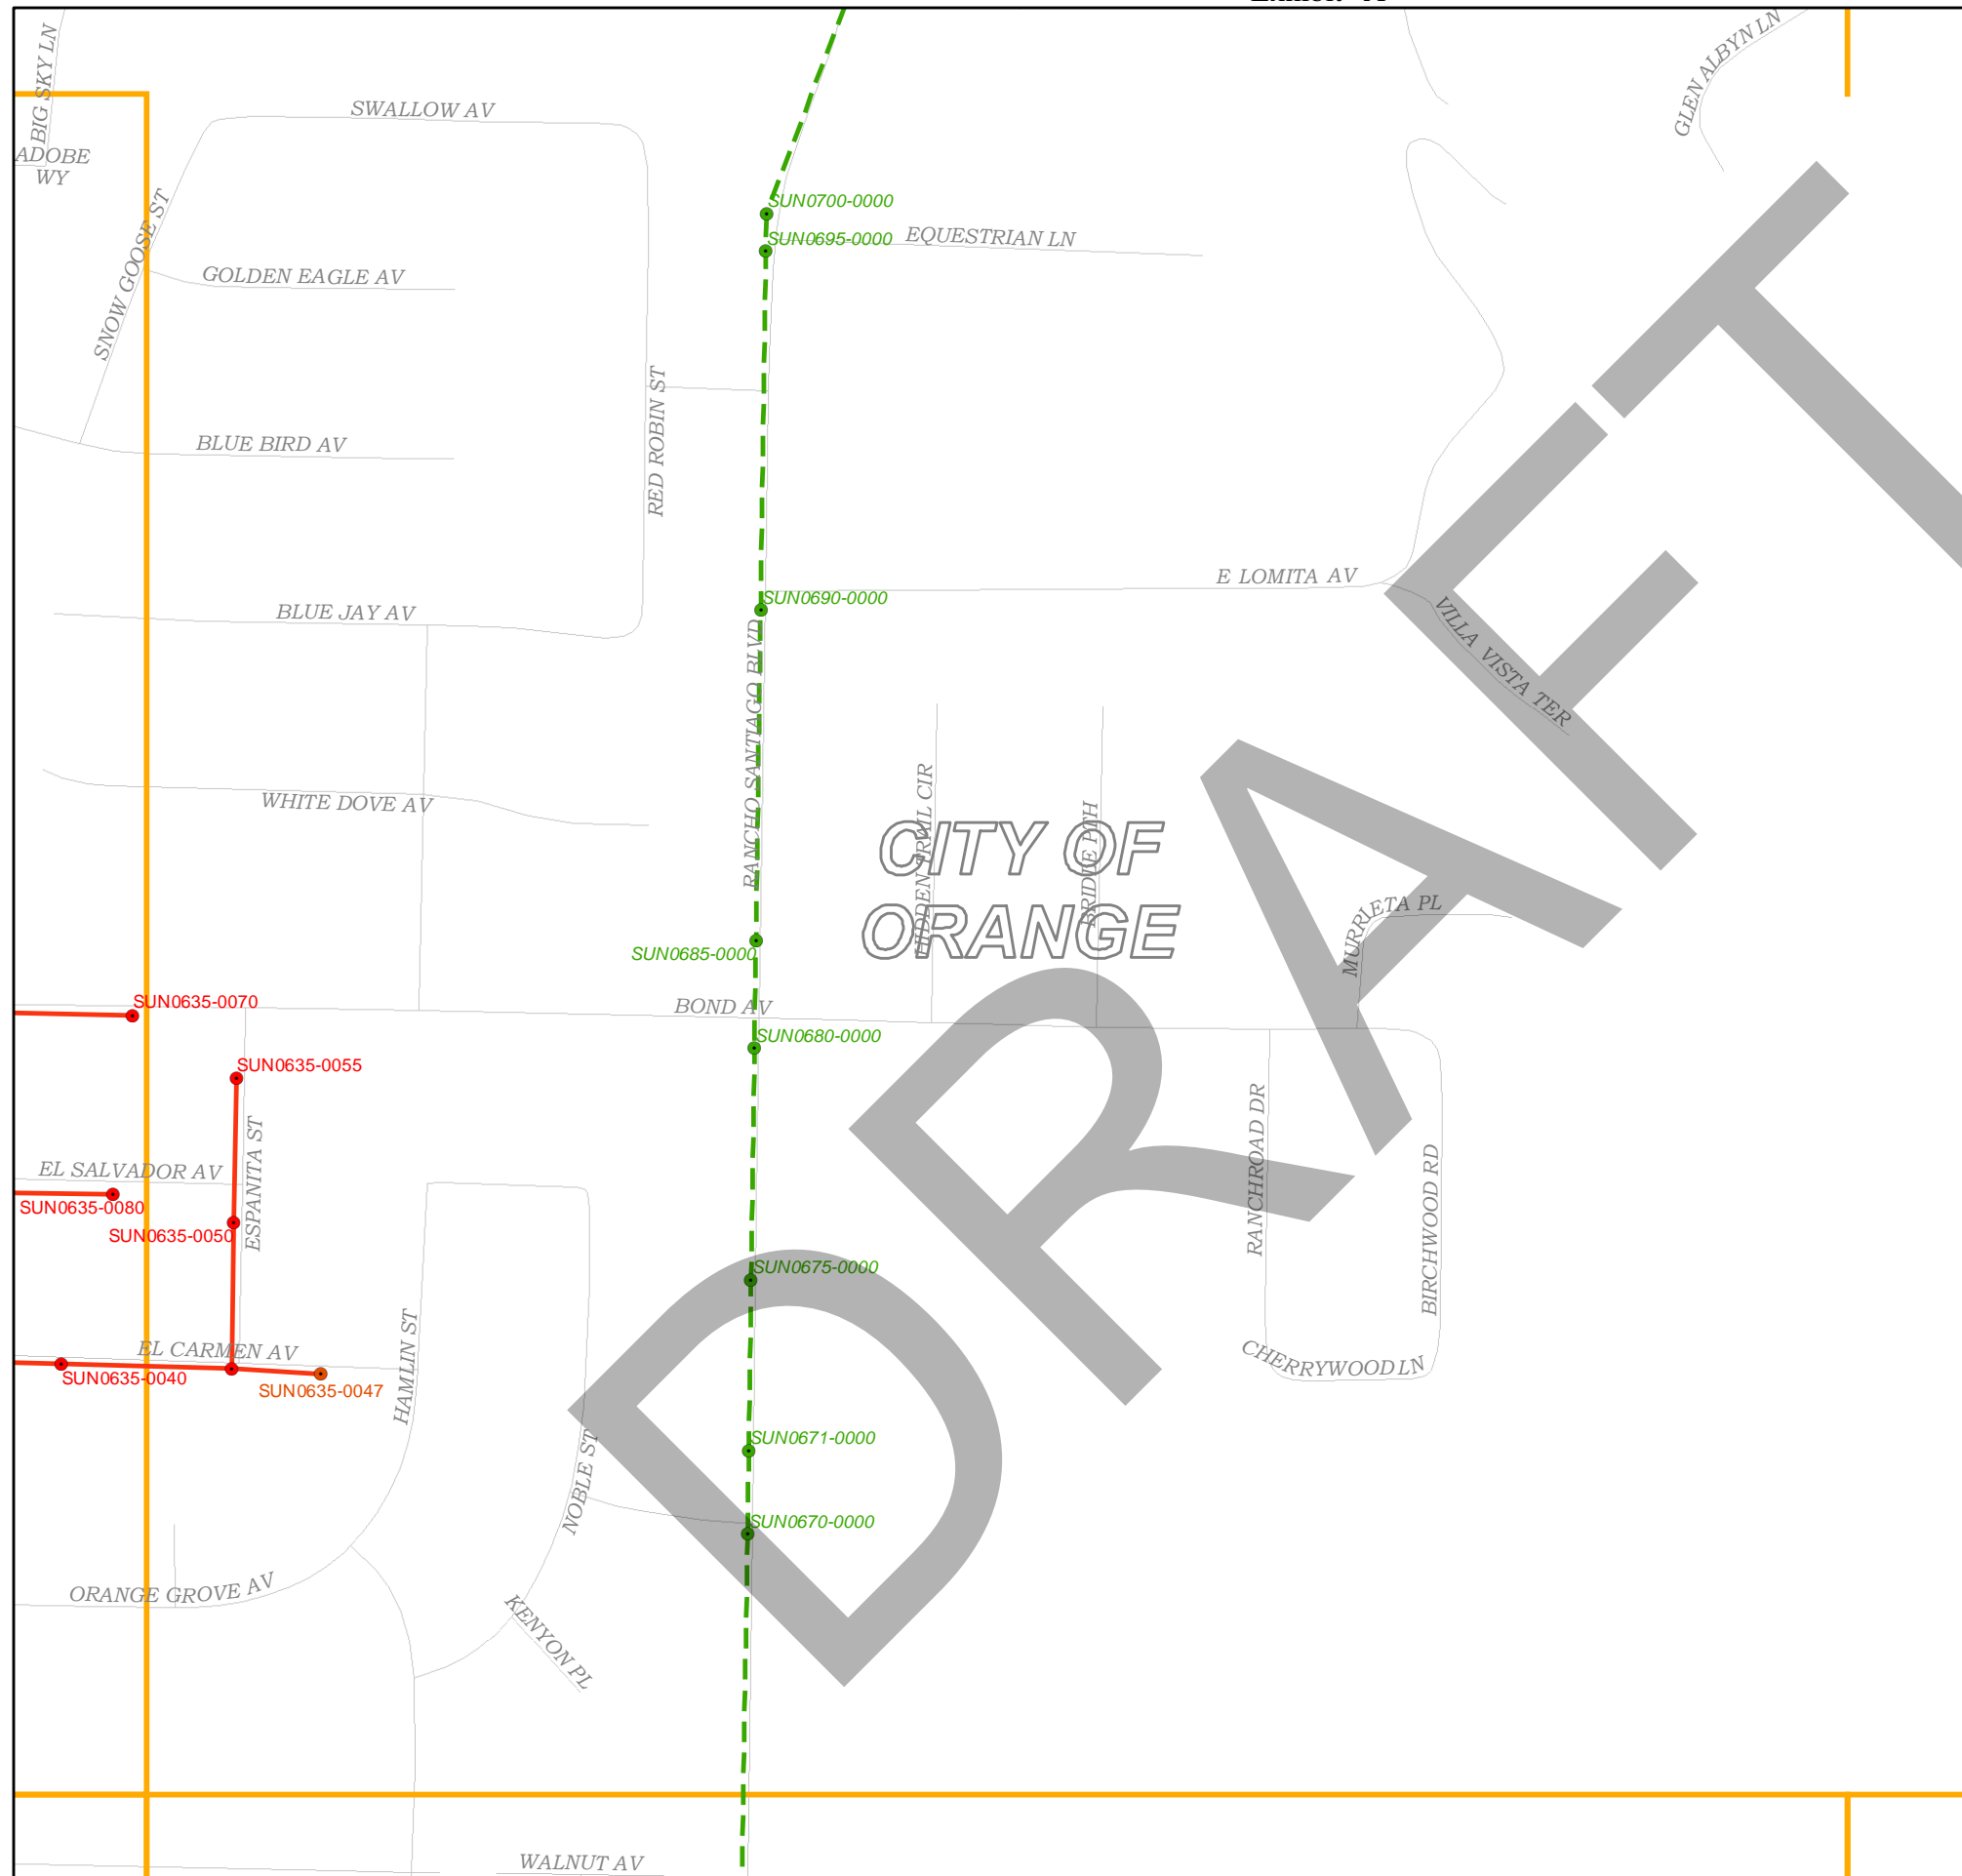 BIG SKY LN
SWALLOW AV
GLEN ALBYN LN
ADOBE
WY
SNOW GOOSE ST
SUN0700-0000
SUN0695-0000
EQUESTRIAN LN
GOLDEN EAGLE AV
RED ROBIN ST
BLUE BIRD AV
E LOMITA AV
SUN0690-0000
BLUE JAY AV
VILLA VISTA TER
RANCHO SANTIAGO BLVD
WHITE DOVE AV
HIDDEN TRAIL CIR
BRIDLE PTH
CITY OF
ORANGE
MURRIETA PL
SUN0685-0000
SUN0635-0070
BOND AV
SUN0680-0000
SUN0635-0055
RANCHROAD DR
BIRCHWOOD RD
ESPANITA ST
EL SALVADOR AV
SUN0635-0080
SUN0635-0050
SUN0675-0000
EL CARMEN AV
SUN0635-0040
SUN0635-0047
HAMLIN ST
CHERRYWOOD LN
SUN0671-0000
NOBLE ST
SUN0670-0000
ORANGE GROVE AV
KENYON PL
WALNUT AV
DRAFT